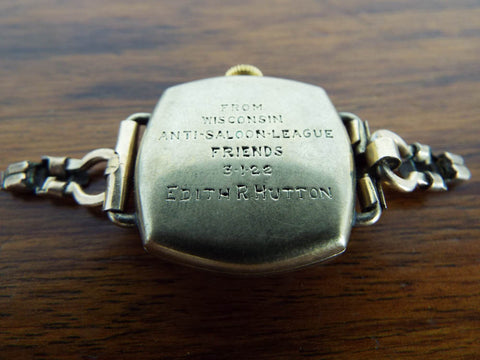 FROM
WISCONSIN
ANTI-SALOON-LEAGUE
FRIENDS
3-1-22
EDITH R. HUTTON